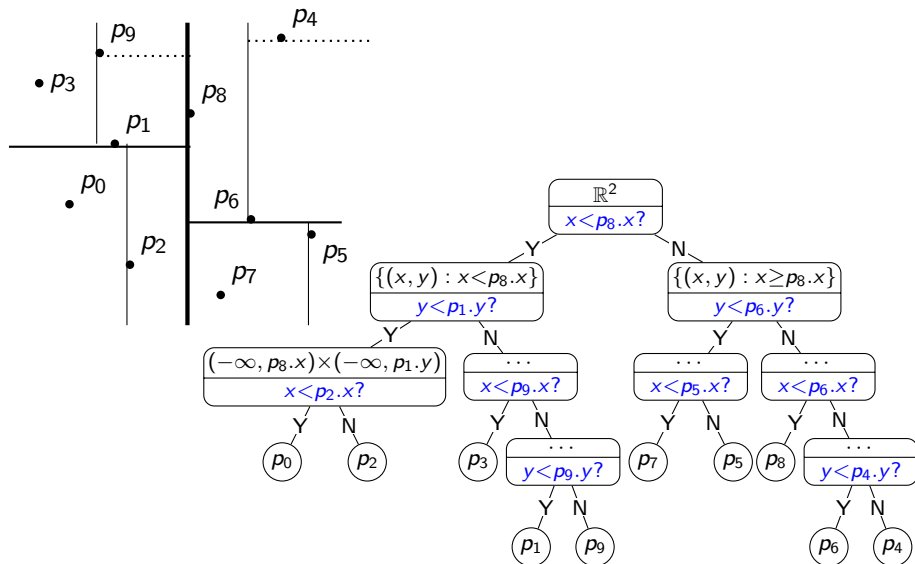 p₄
p₉
p₃
p₈
p₁
p₀
p₆
p₂
p₅
p₇
ℝ²
x<p₈.x?
Y N
{(x, y) : x<p₈.x} {(x, y) : x≥p₈.x}
y<p₁.y? y<p₆.y?
Y N Y N
(−∞, p₈.x)×(−∞, p₁.y) ... ... ...
x<p₂.x? x<p₉.x? x<p₅.x? x<p₆.x?
Y N Y N Y N Y N
p₀ p₂ p₃ ... p₇ p₅ p₈ ...
y<p₉.y? y<p₄.y?
Y N Y N
p₁ p₉ p₆ p₄